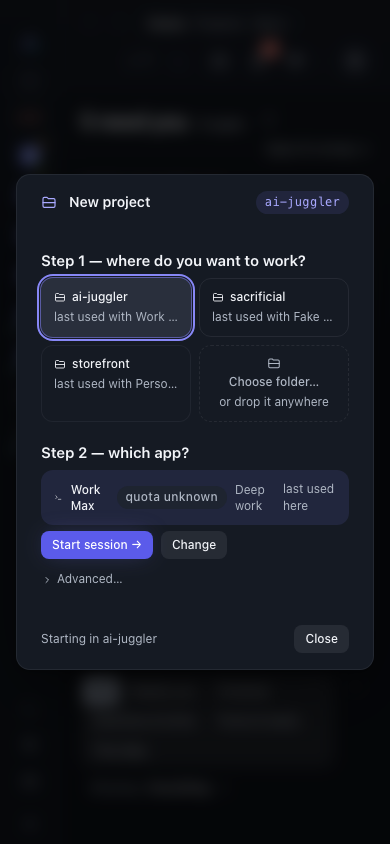 New project
ai-juggler
Step 1 — where do you want to work?
ai-juggler
last used with Work ...
sacrificial
last used with Fake ...
storefront
last used with Perso...
Choose folder...
or drop it anywhere
Step 2 — which app?
Work
Max
quota unknown
Deep
work
last used
here
Start session →
Change
Advanced...
Starting in ai-juggler
Close